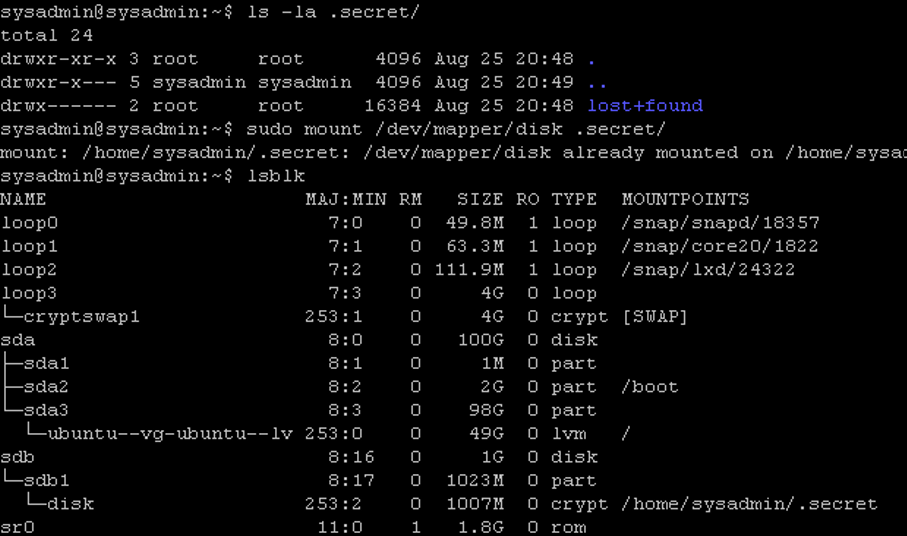 sysadmin@sysadmin:~$ ls -la .secret/
total 24
drwxr-xr-x 3 root     root      4096 Aug 25 20:48 .
drwxr-x--- 5 sysadmin sysadmin  4096 Aug 25 20:49 ..
drwx------ 2 root     root     16384 Aug 25 20:48 lost+found
sysadmin@sysadmin:~$ sudo mount /dev/mapper/disk .secret/
mount: /home/sysadmin/.secret: /dev/mapper/disk already mounted on /home/sysad
sysadmin@sysadmin:~$ lsblk
NAME                      MAJ:MIN RM   SIZE RO TYPE  MOUNTPOINTS
loop0                       7:0    0  49.8M  1 loop  /snap/snapd/18357
loop1                       7:1    0  63.3M  1 loop  /snap/core20/1822
loop2                       7:2    0 111.9M  1 loop  /snap/lxd/24322
loop3                       7:3    0     4G  0 loop
└─cryptswap1              253:1    0     4G  0 crypt [SWAP]
sda                         8:0    0   100G  0 disk
├─sda1                      8:1    0     1M  0 part
├─sda2                      8:2    0     2G  0 part  /boot
└─sda3                      8:3    0    98G  0 part
  └─ubuntu--vg-ubuntu--lv 253:0    0    49G  0 lvm   /
sdb                         8:16   0     1G  0 disk
└─sdb1                      8:17   0  1023M  0 part
  └─disk                  253:2    0  1007M  0 crypt /home/sysadmin/.secret
sr0                        11:0    1   1.8G  0 rom